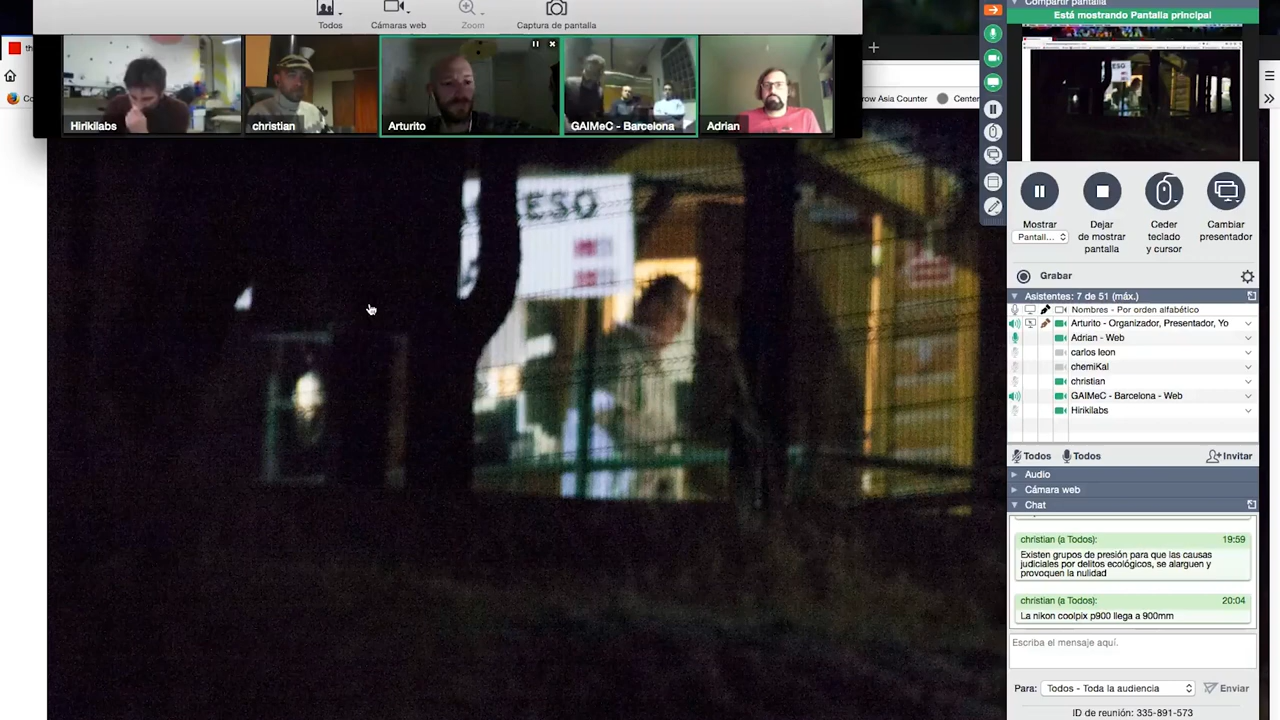 Todos
Cámaras web
Zoom
Captura de pantalla
Hirikilabs
christian
Arturito
GAIMeC - Barcelona
Adrian
row Asia Counter
Center
ESO
Compartir pantalla
Está mostrando Pantalla principal
Mostrar
Pantall...
Dejar
de mostrar
pantalla
Ceder
teclado
y cursor
Cambiar
presentador
Grabar
Asistentes: 7 de 51 (máx.)
Nombres - Por orden alfabético
Arturito - Organizador, Presentador, Yo
Adrian - Web
carlos leon
chemiKal
christian
GAIMeC - Barcelona - Web
Hirikilabs
Todos
Todos
Invitar
Audio
Cámara web
Chat
christian (a Todos): 19:59
Existen grupos de presión para que las causas
judiciales por delitos ecológicos, se alarguen y
provoquen la nulidad
christian (a Todos): 20:04
La nikon coolpix p900 llega a 900mm
Escriba el mensaje aquí.
Para: Todos - Toda la audiencia
Enviar
ID de reunión: 335-891-573